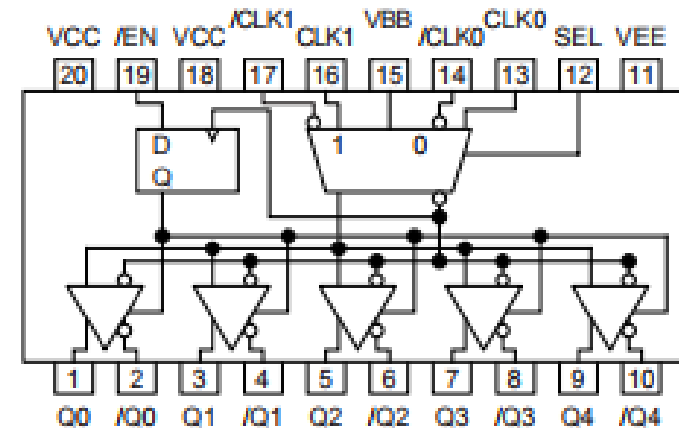 VCC /EN VCC /CLK1 CLK1 VBB /CLK0 CLK0 SEL VEE
20 19 18 17 16 15 14 13 12 11
D 1 0
Q
1 2 3 4 5 6 7 8 9 10
Q0 /Q0 Q1 /Q1 Q2 /Q2 Q3 /Q3 Q4 /Q4